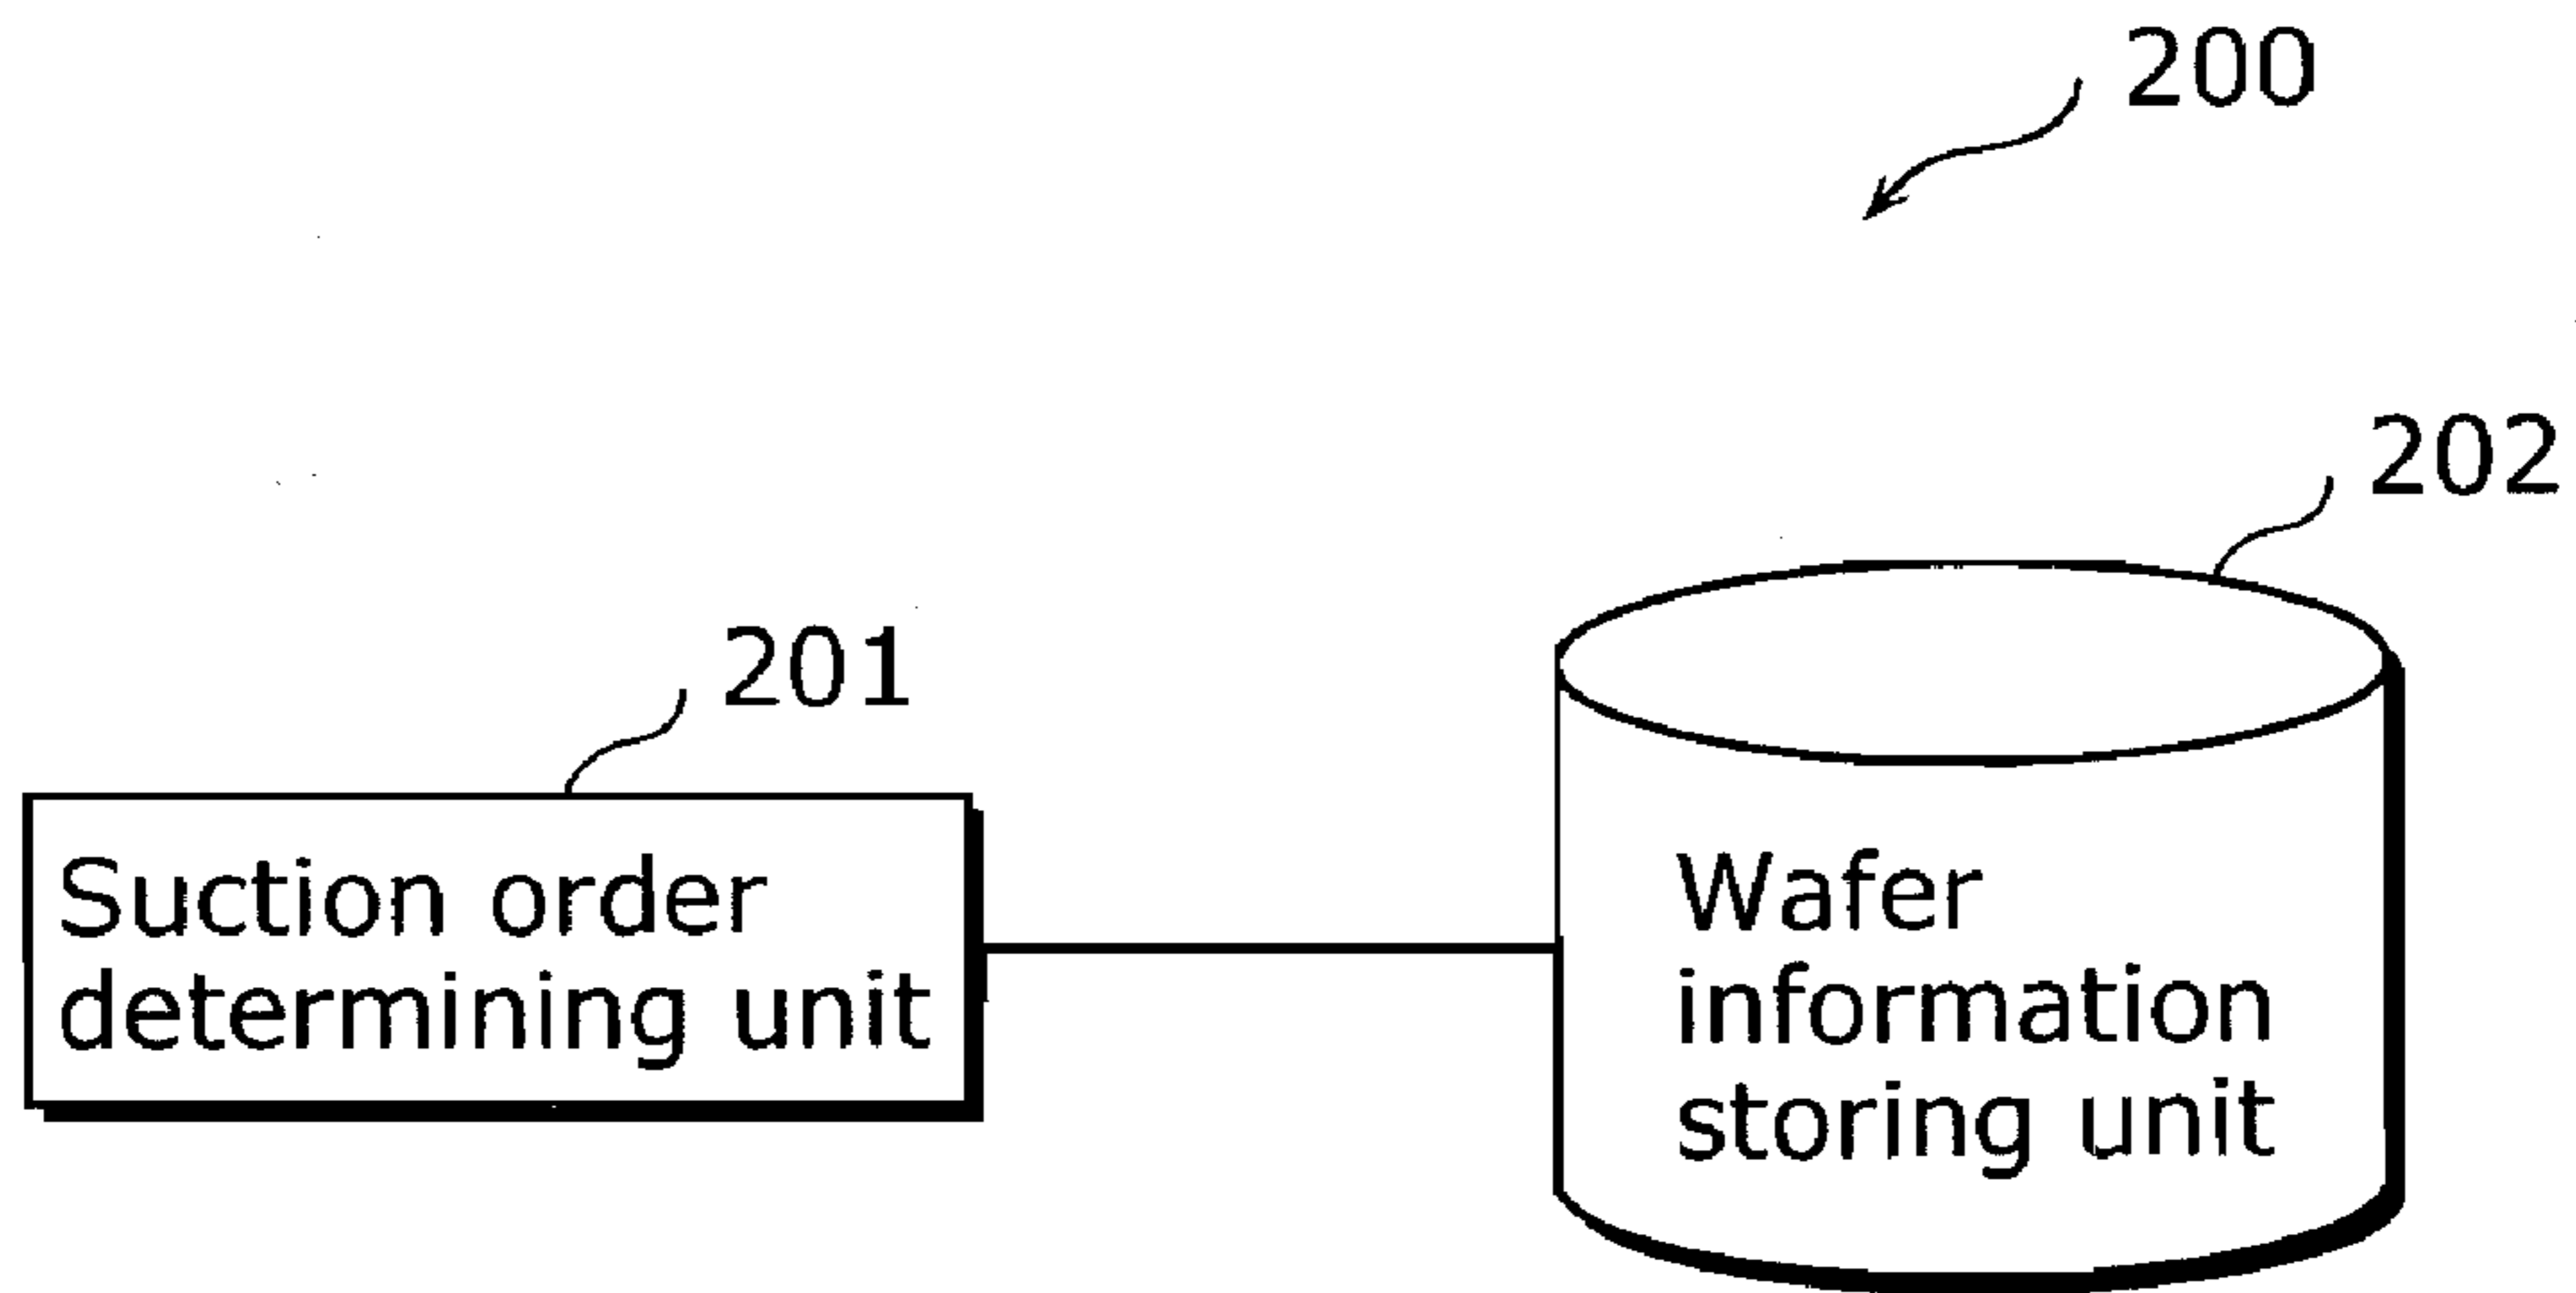 200
202
201
Suction order
determining unit
Wafer
information
storing unit